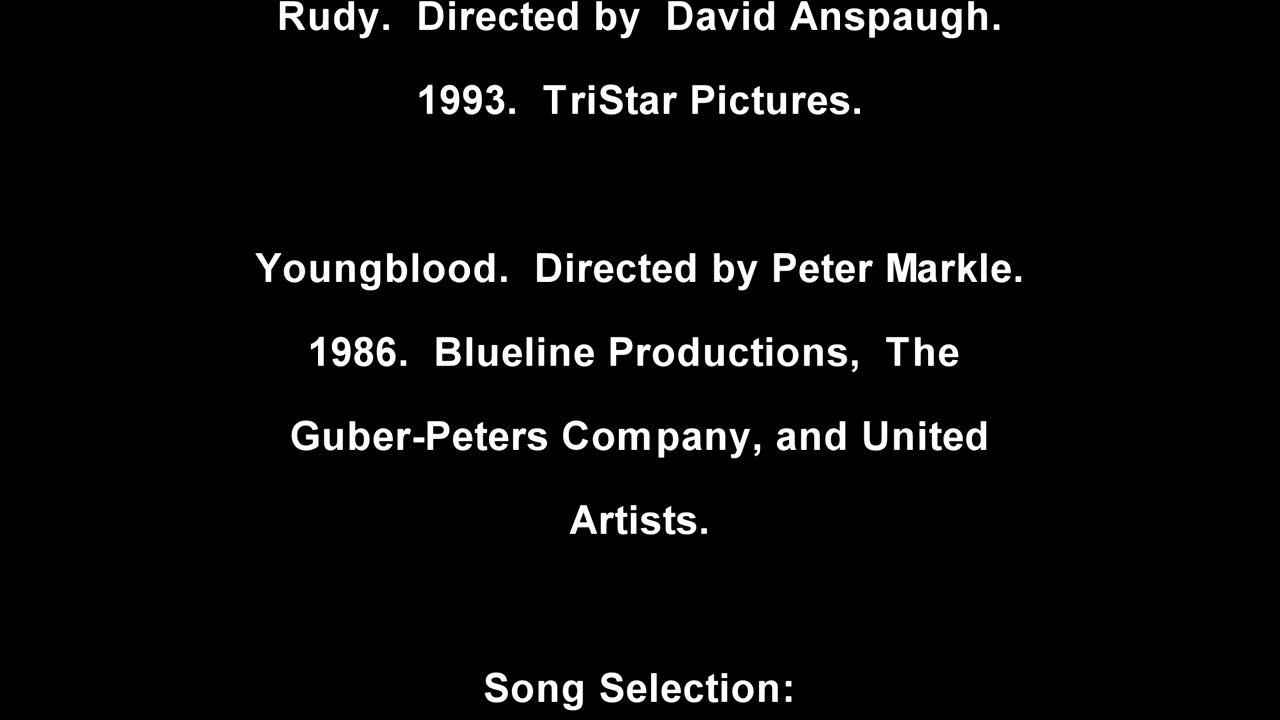 Rudy.  Directed by  David Anspaugh.
1993.  TriStar Pictures.
Youngblood.  Directed by Peter Markle.
1986.  Blueline Productions,  The
Guber-Peters Company, and United
Artists.
Song Selection: